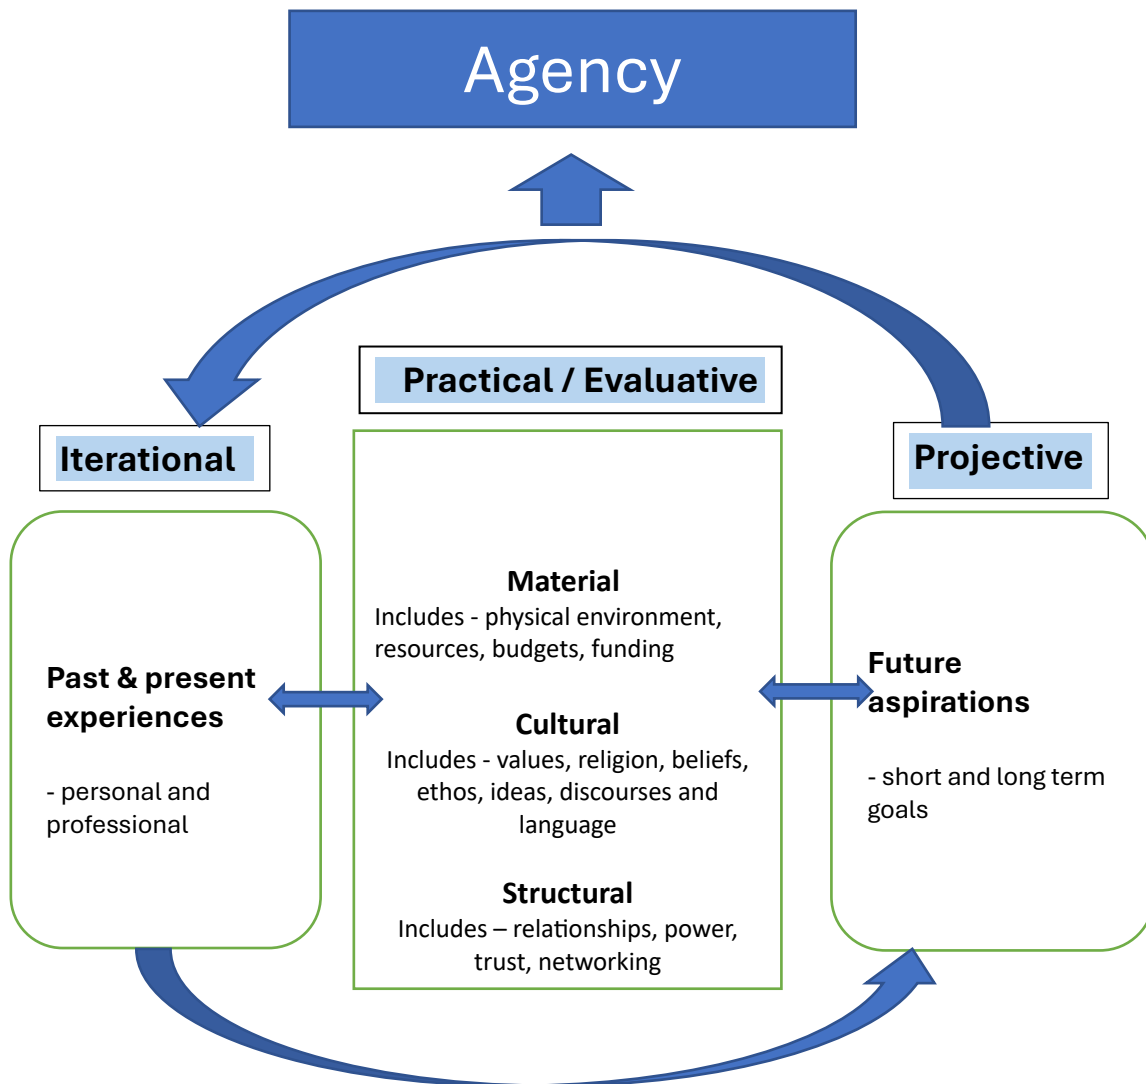 Agency
Practical / Evaluative
Iterational
Projective
Past & present
experiences
- personal and
professional
Material
Includes - physical environment,
resources, budgets, funding
Cultural
Includes - values, religion, beliefs,
ethos, ideas, discourses and
language
Structural
Includes – relationships, power,
trust, networking
Future
aspirations
- short and long term
goals